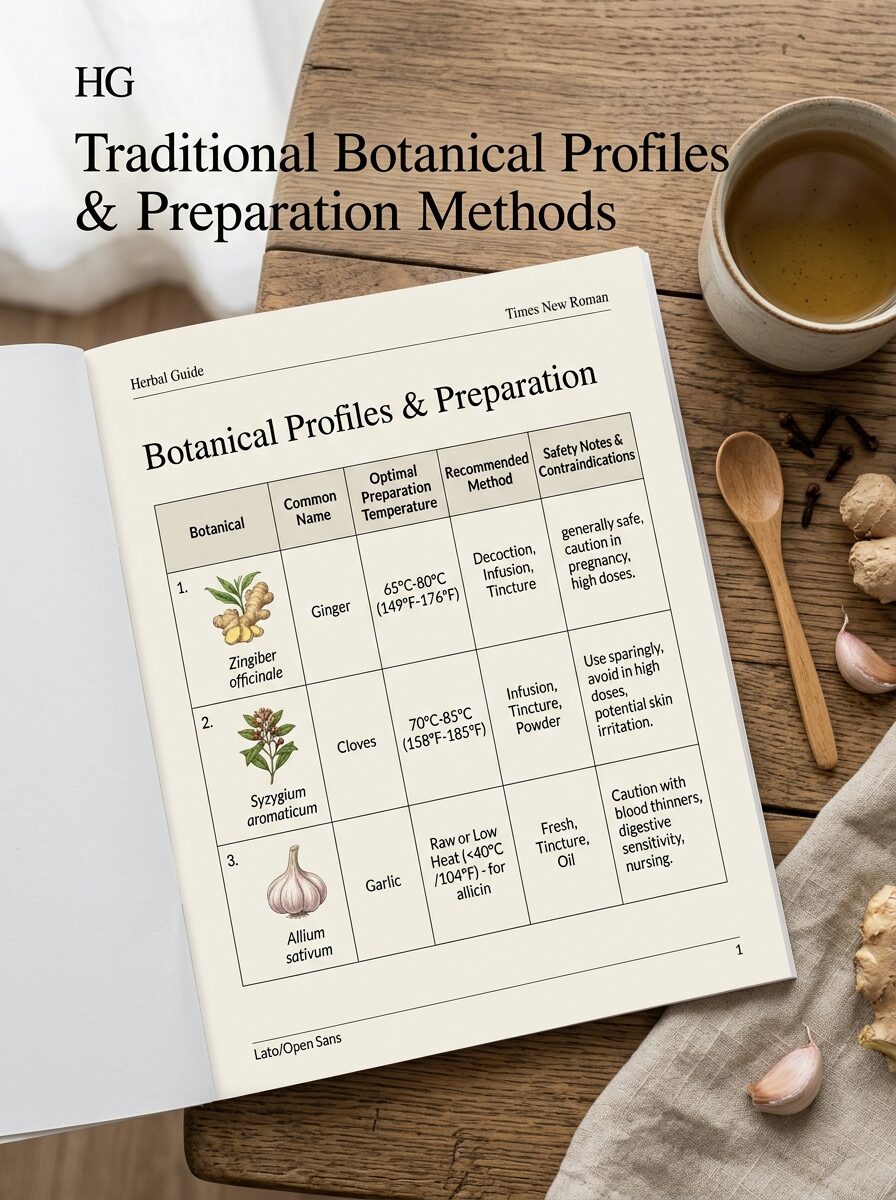 HG
Traditional Botanical Profiles
& Preparation Methods
Times New Roman
Herbal Guide
Botanical Profiles & Preparation
Botanical
Common
Name
Optimal
Preparation
Temperature
Recommended
Method
Safety Notes &
Contraindications
1.
Zingiber
officinale
Ginger
65°C-80°C
(149°F-176°F)
Decoction,
Infusion,
Tincture
generally safe,
caution in
pregnancy,
high doses.
2.
Syzygium
aromaticum
Cloves
70°C-85°C
(158°F-185°F)
Infusion,
Tincture,
Powder
Use sparingly,
avoid in high
doses,
potential skin
irritation.
3.
Allium
sativum
Garlic
Raw or Low
Heat (<40°C
/104°F) - for
allicin
Fresh,
Tincture,
Oil
Caution with
blood thinners,
digestive
sensitivity,
nursing.
1
Lato/Open Sans